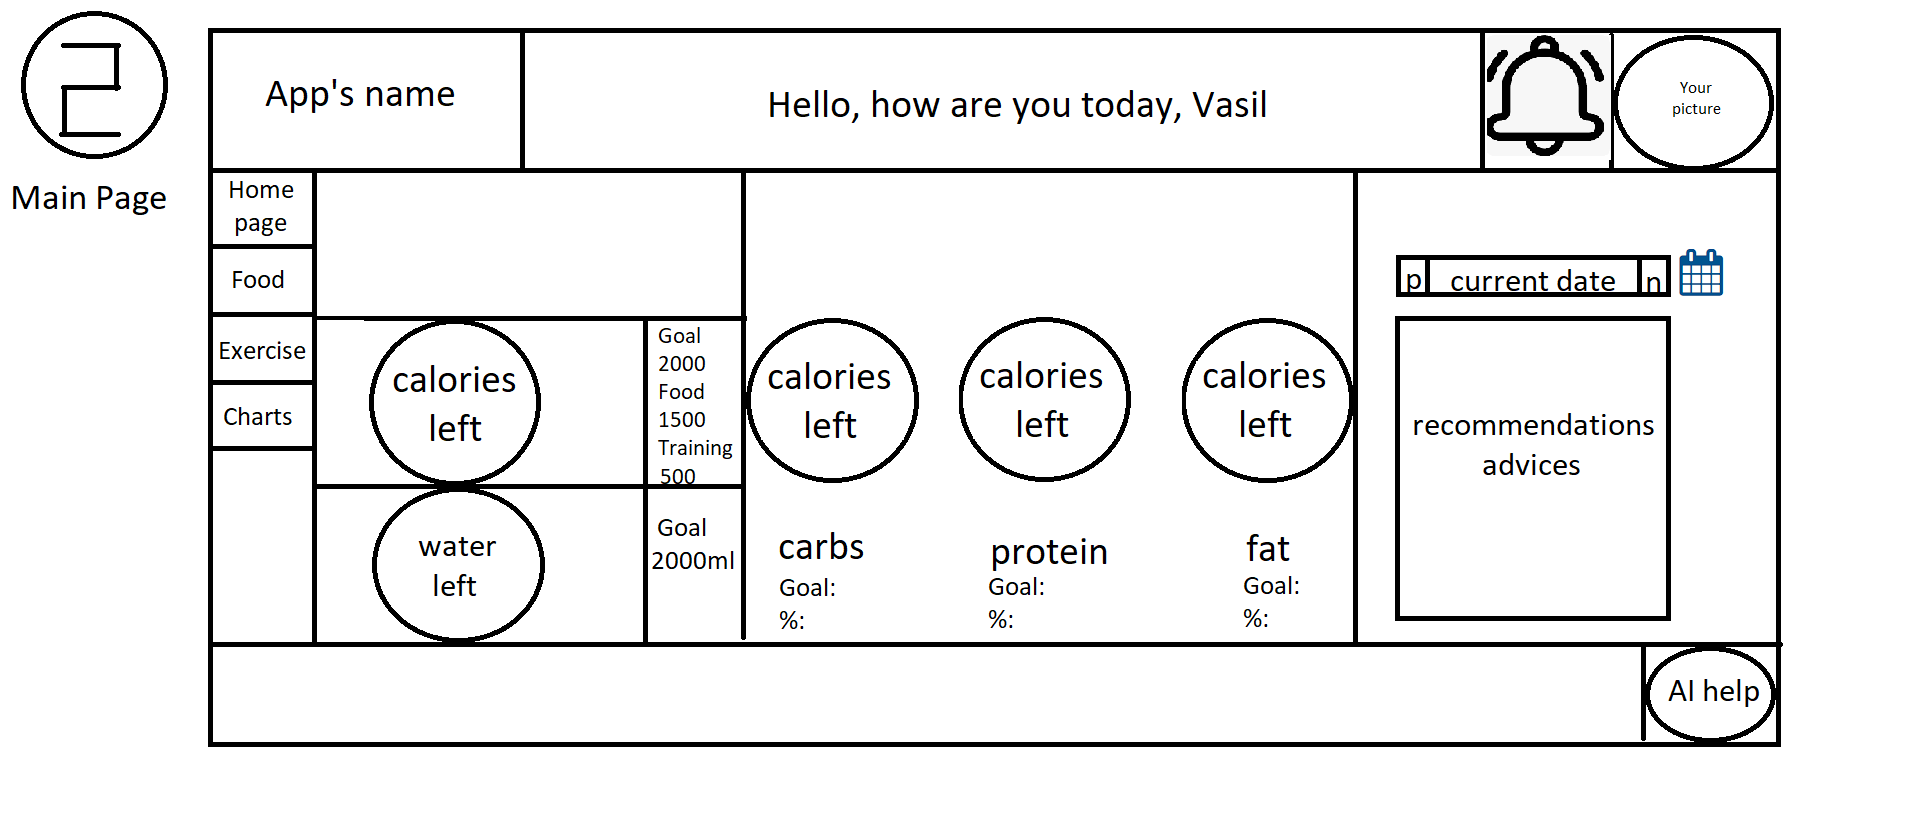 2
Main Page
App's name
Hello, how are you today, Vasil
Your
picture
Home
page
Food
Exercise
Charts
calories
left
Goal
2000
Food
1500
Training
500
water
left
Goal
2000ml
calories
left
calories
left
calories
left
carbs
Goal:
%:
protein
Goal:
%:
fat
Goal:
%:
p current date n
recommendations
advices
AI help